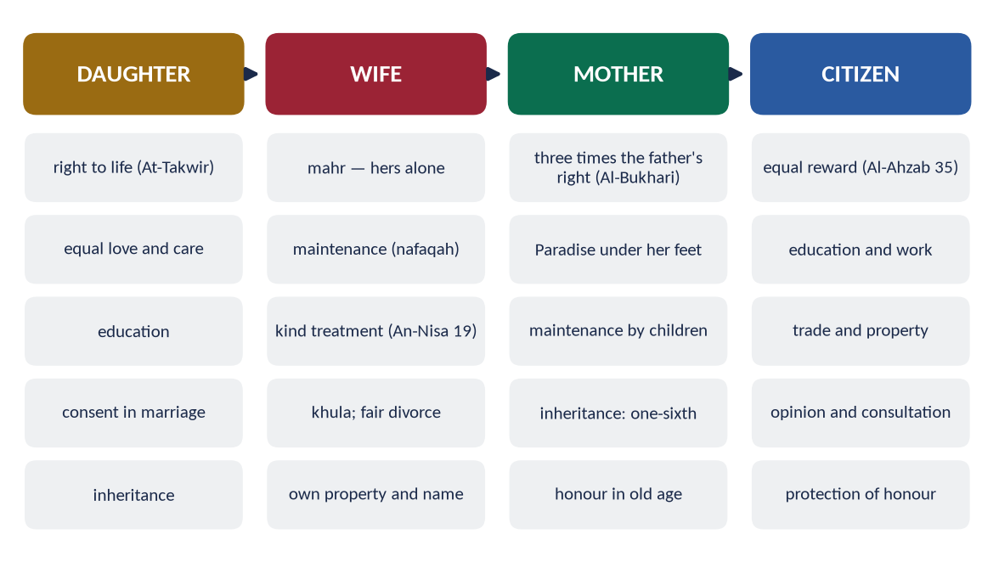 DAUGHTER
WIFE
MOTHER
CITIZEN
right to life (At-Takwir)
mahr — hers alone
three times the father's
right (Al-Bukhari)
equal reward (Al-Ahzab 35)
equal love and care
maintenance (nafaqah)
Paradise under her feet
education and work
education
kind treatment (An-Nisa 19)
maintenance by children
trade and property
consent in marriage
khula; fair divorce
inheritance: one-sixth
opinion and consultation
inheritance
own property and name
honour in old age
protection of honour